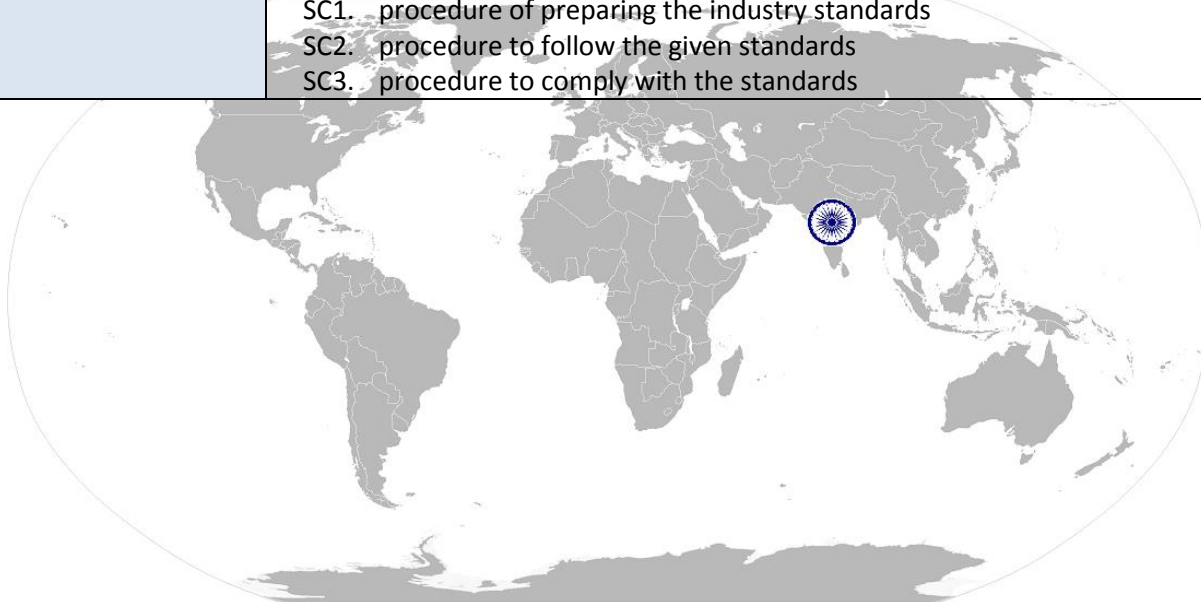 SC1. procedure of preparing the industry standards
SC2. procedure to follow the given standards
SC3. procedure to comply with the standards